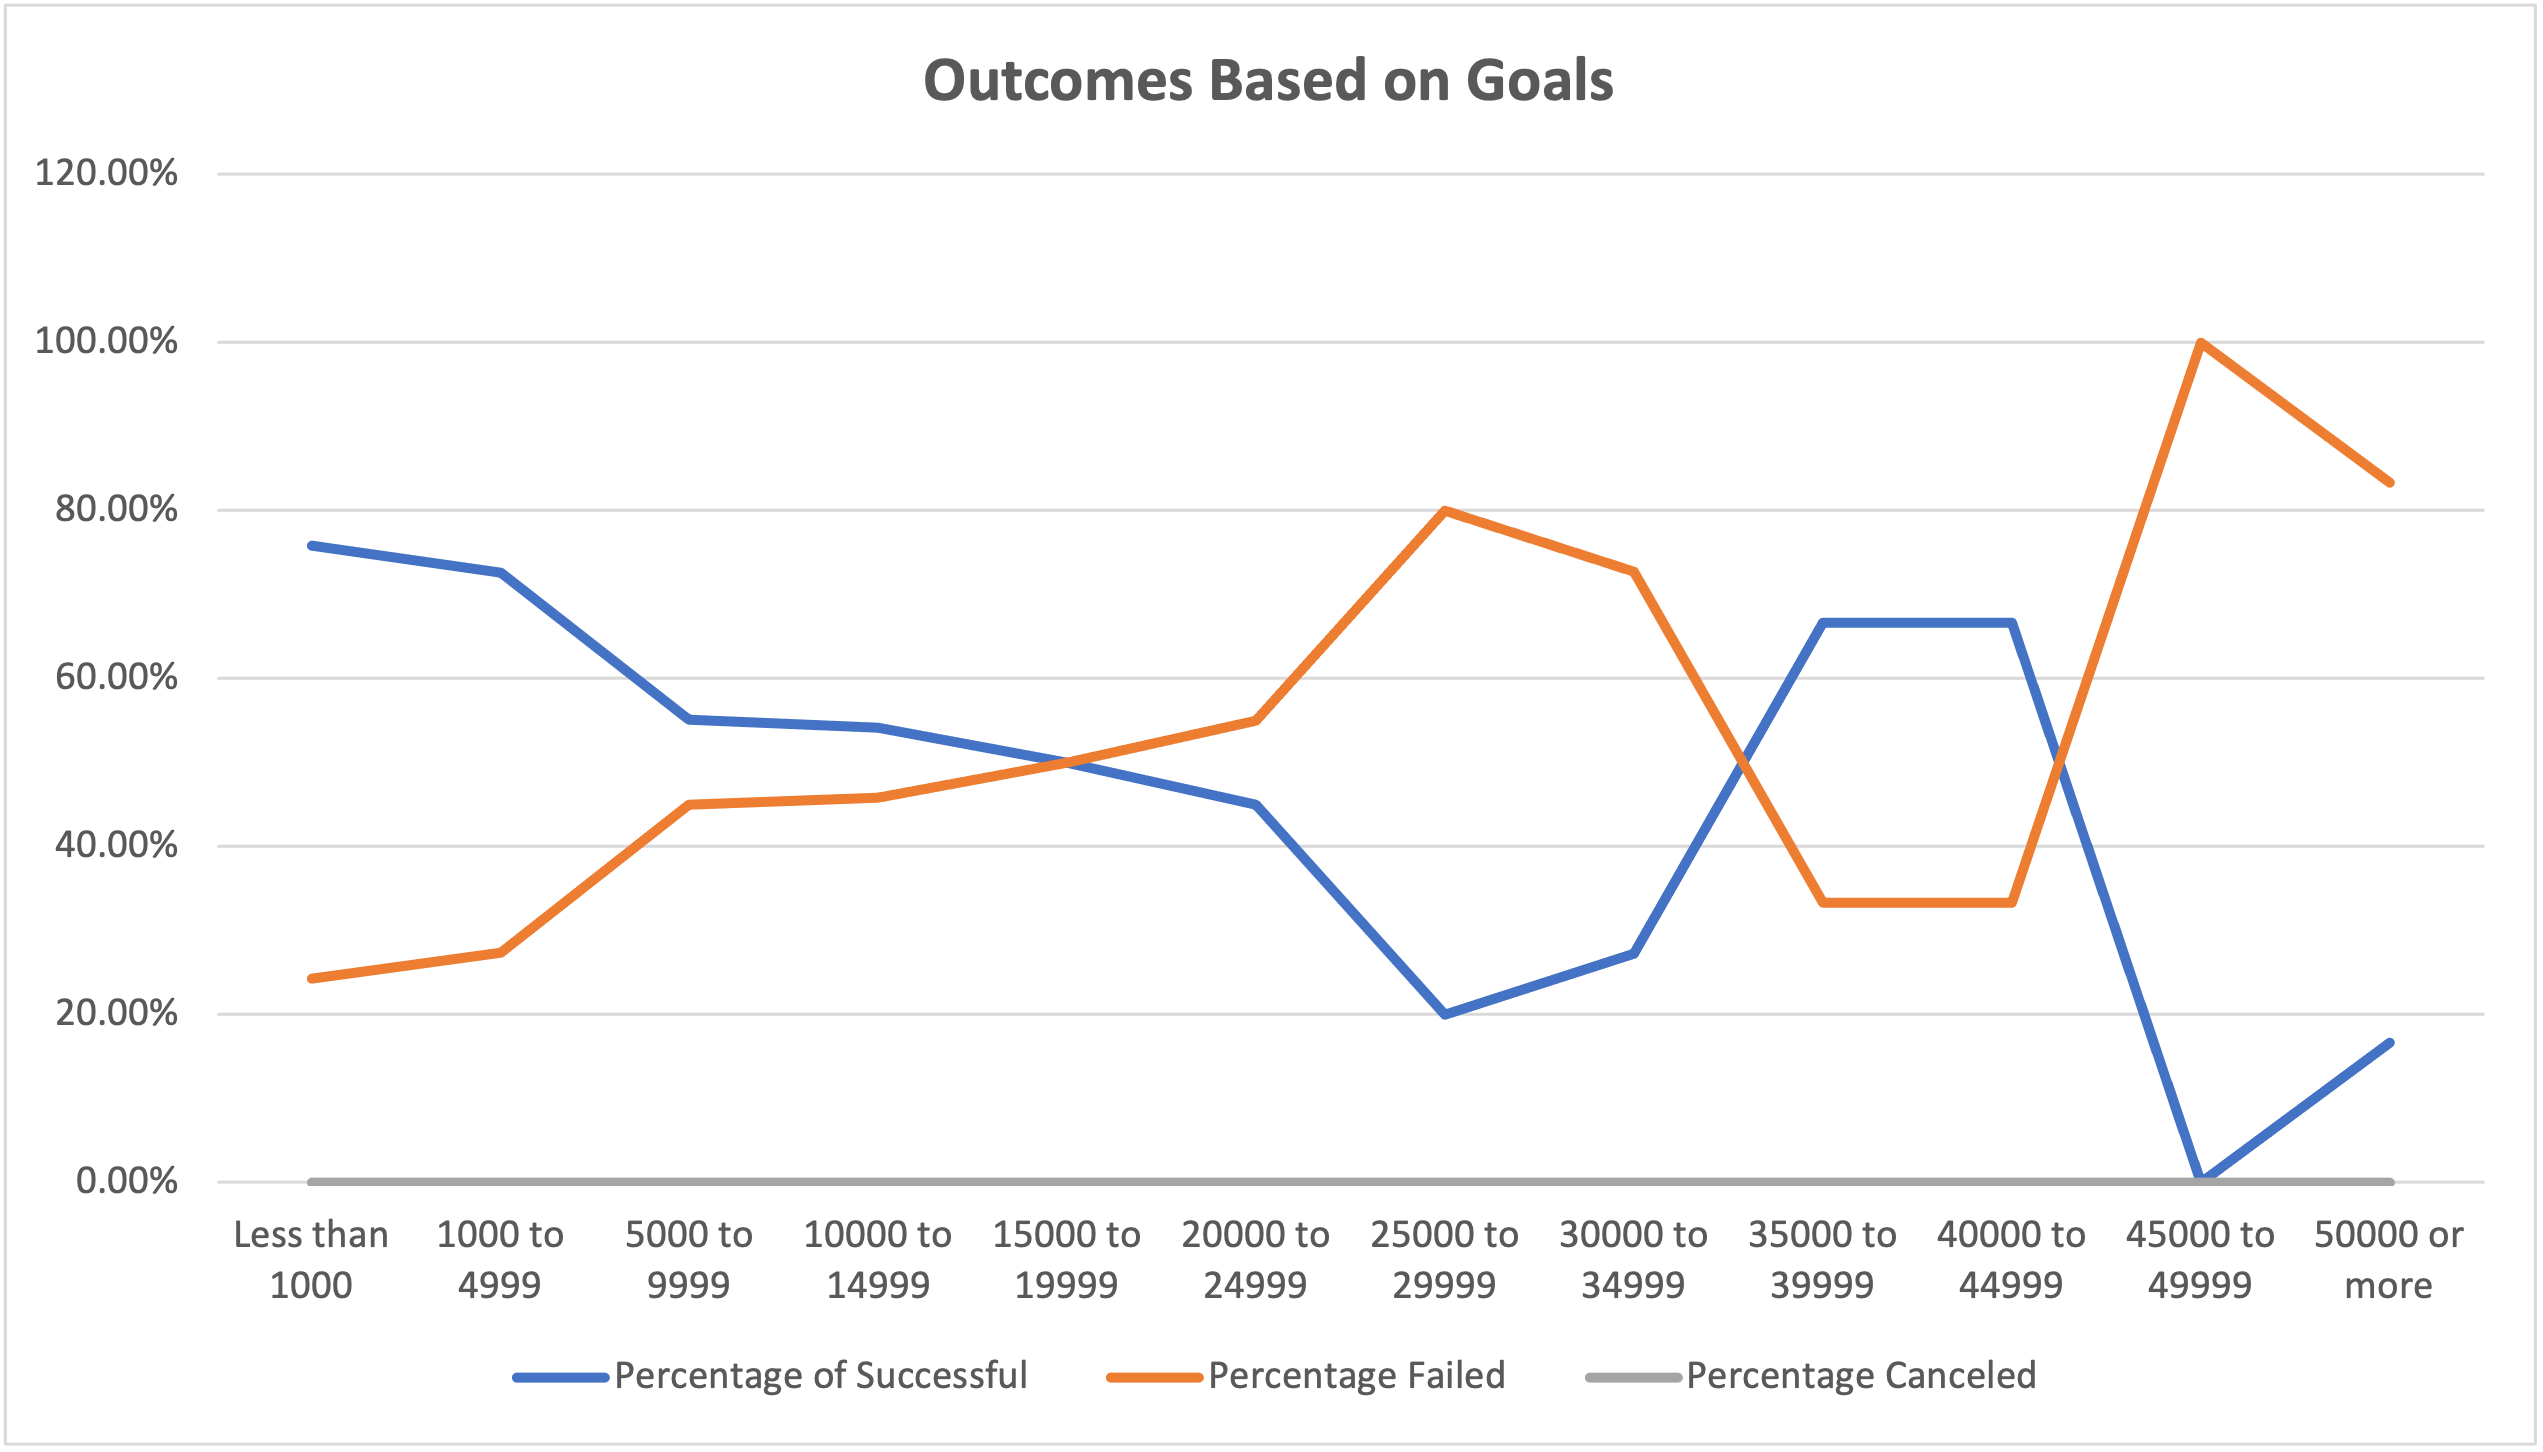 Outcomes Based on Goals
120.00%
100.00%
80.00%
60.00%
40.00%
20.00%
0.00%
Less than 1000 to 5000 to 10000 to 15000 to 20000 to 25000 to 30000 to 35000 to 40000 to 45000 to 50000 or
1000 4999 9999 14999 19999 24999 29999 34999 39999 44999 49999 more
Percentage of Successful Percentage Failed Percentage Canceled